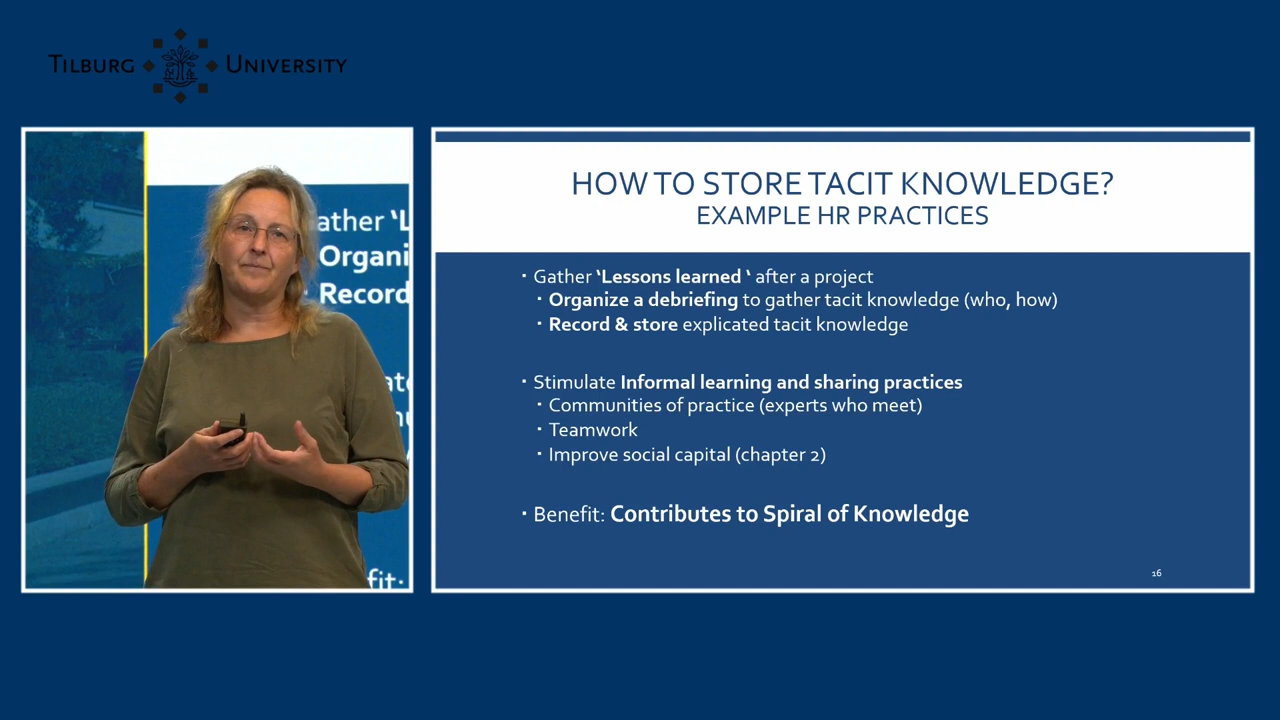 TILBURG UNIVERSITY
ather ‘L
Organi
Record
fit:
HOW TO STORE TACIT KNOWLEDGE?
EXAMPLE HR PRACTICES
▪ Gather ‘Lessons learned ‘ after a project
▪ Organize a debriefing to gather tacit knowledge (who, how)
▪ Record & store explicated tacit knowledge
▪ Stimulate Informal learning and sharing practices
▪ Communities of practice (experts who meet)
▪ Teamwork
▪ Improve social capital (chapter 2)
▪ Benefit: Contributes to Spiral of Knowledge
16